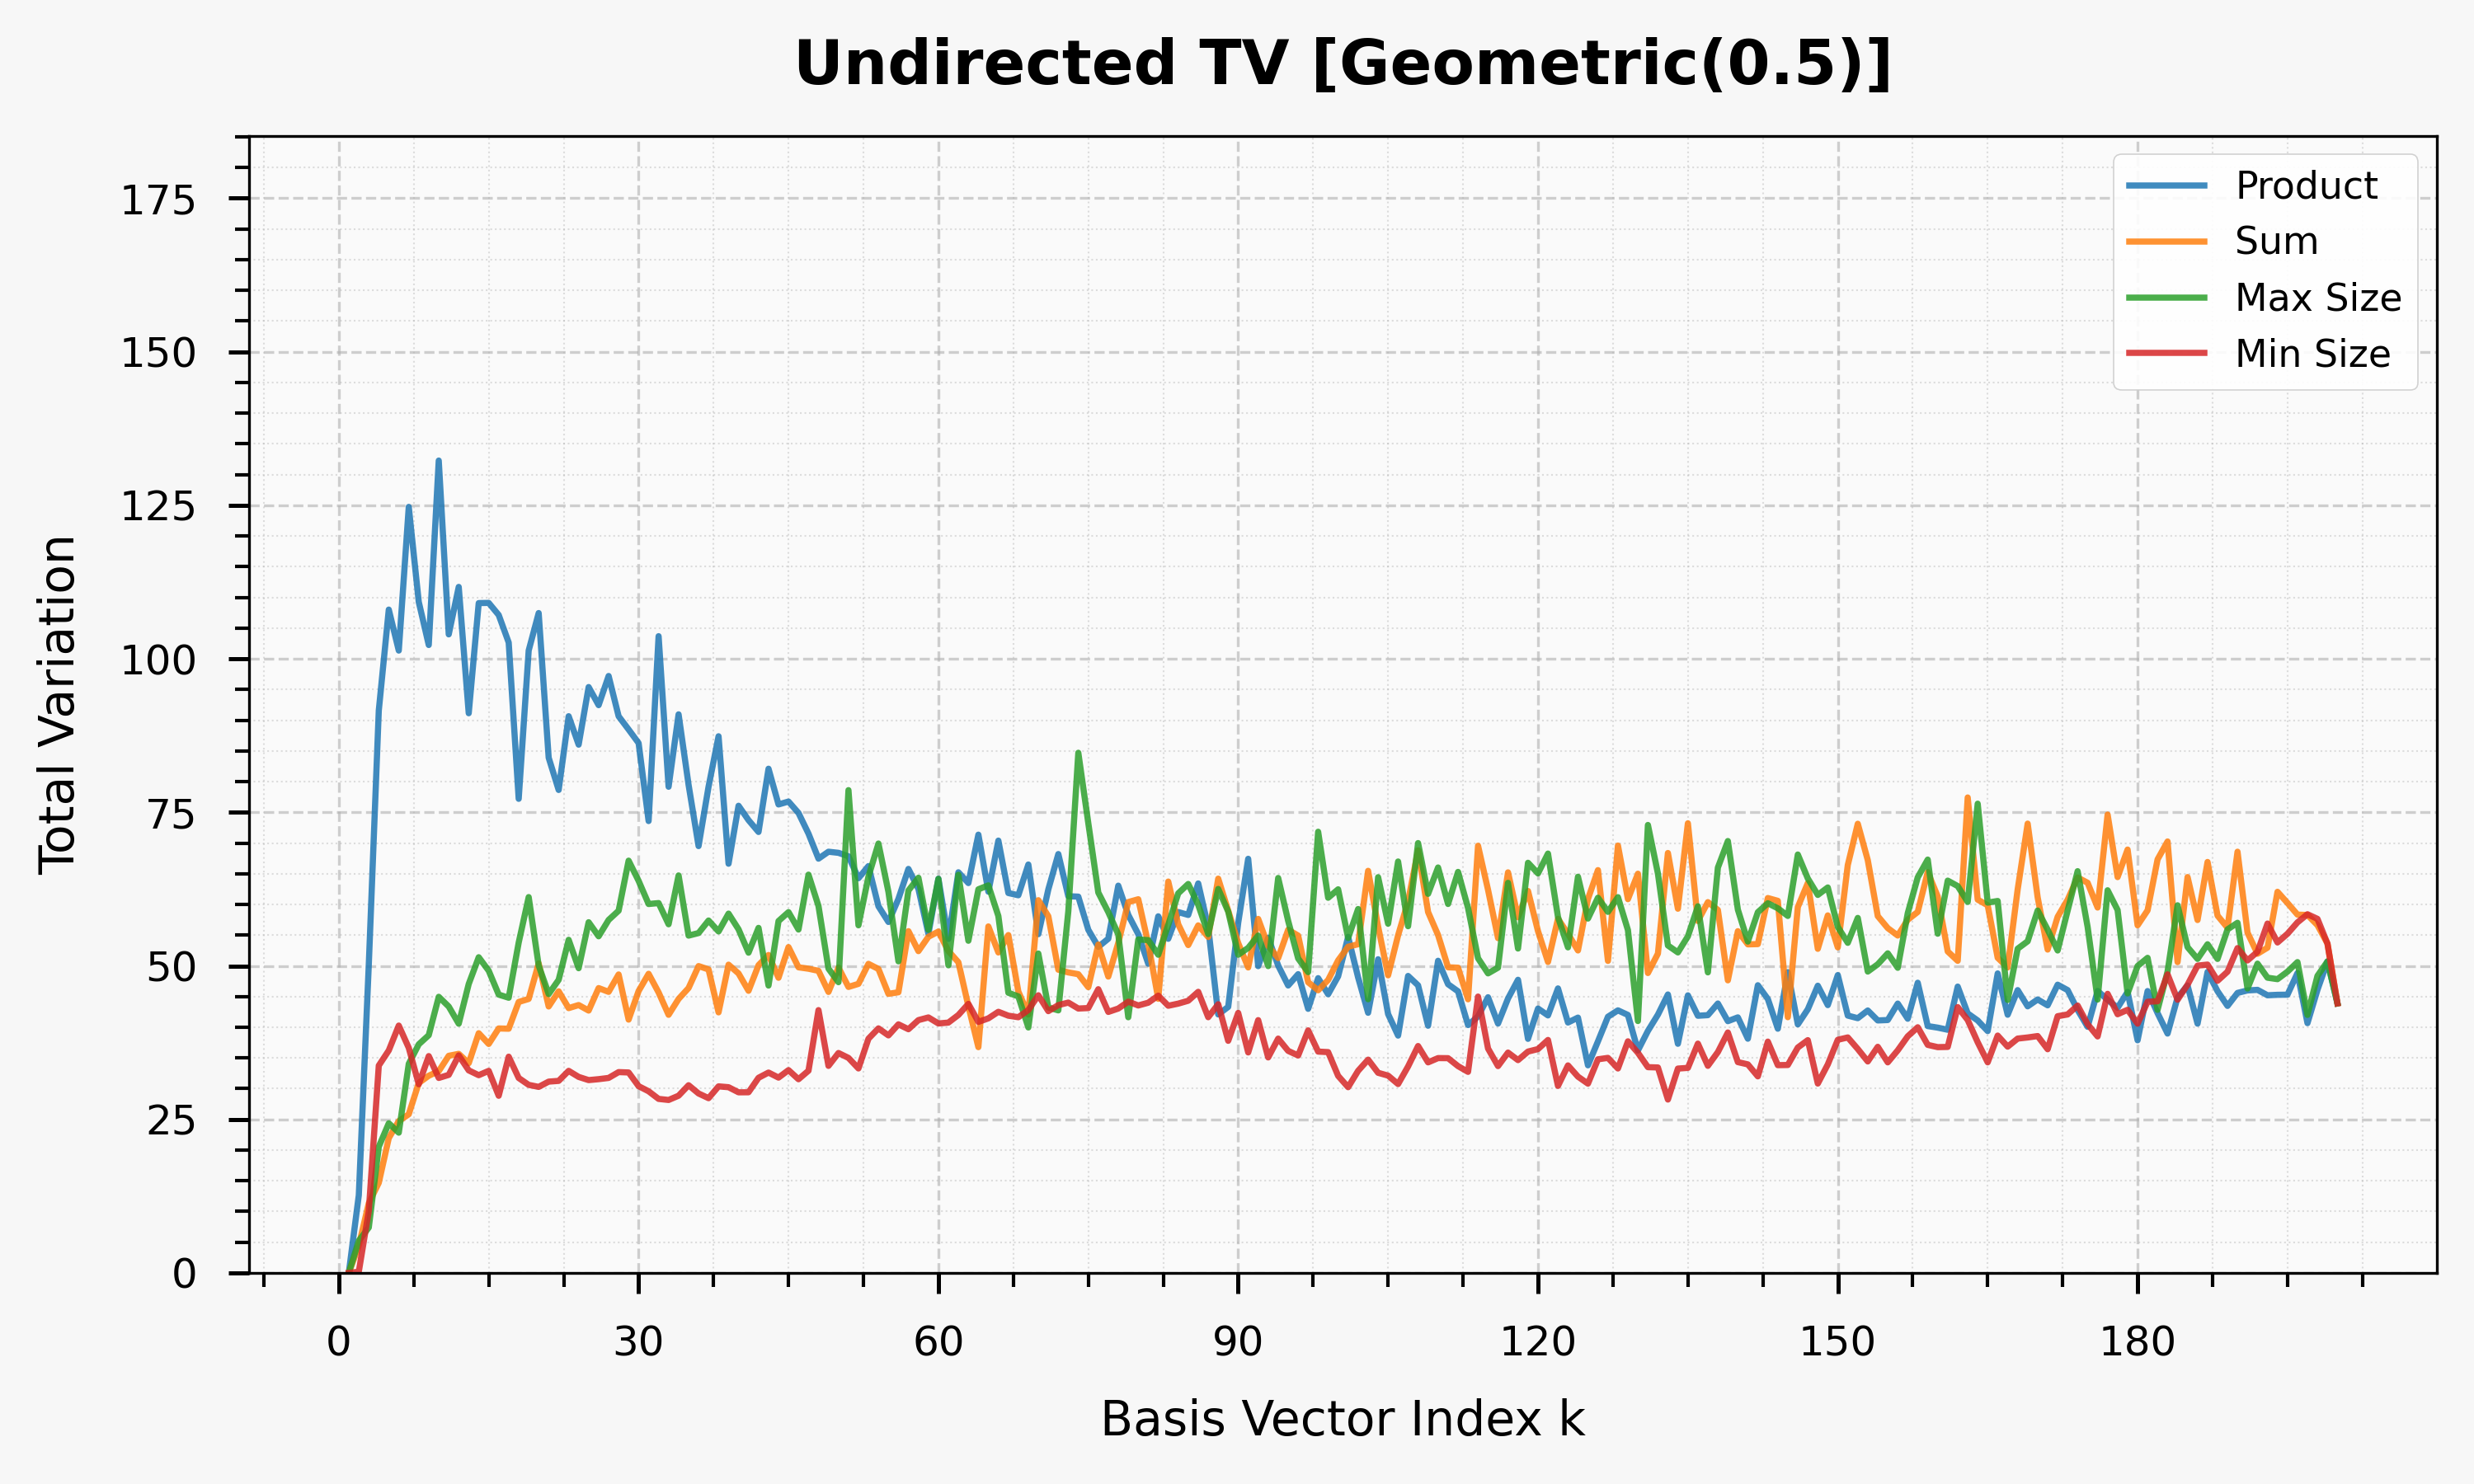 Undirected TV [Geometric(0.5)]
Total Variation
175
150
125
100
75
50
25
0
0 30 60 90 120 150 180
Basis Vector Index k
Product
Sum
Max Size
Min Size